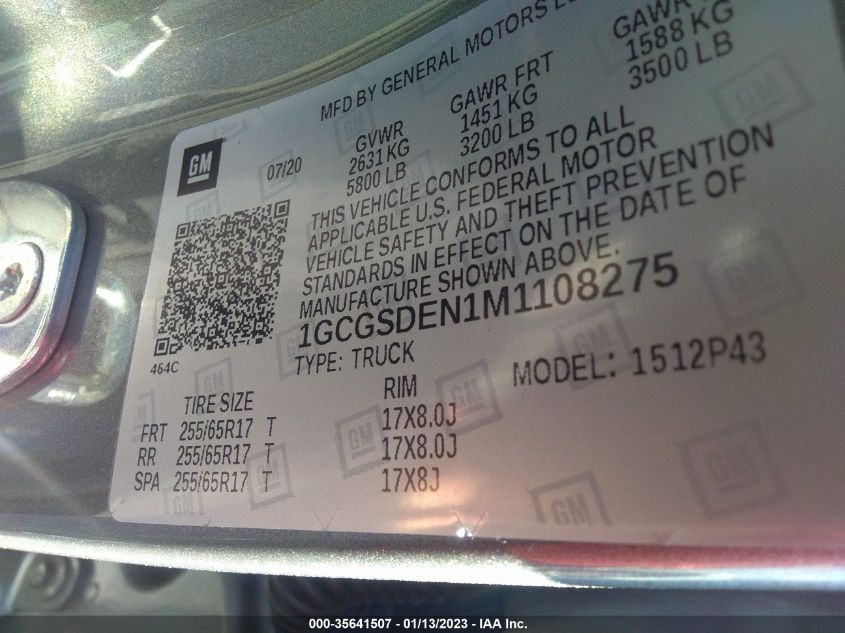 MFD BY GENERAL MOTORS
GM
07/20
GVWR
2631 KG
5800 LB
GAWR FRT
1451 KG
3200 LB
GAWR
1588 KG
3500 LB
THIS VEHICLE CONFORMS TO ALL
APPLICABLE U.S. FEDERAL MOTOR
VEHICLE SAFETY AND THEFT PREVENTION
STANDARDS IN EFFECT ON THE DATE OF
MANUFACTURE SHOWN ABOVE.
1GCGSDEN1M1108275
464C
TYPE: TRUCK
MODEL: 1512P43
TIRE SIZE
RIM
FRT 255/65R17 T 17X8.0J
RR 255/65R17 T 17X8.0J
SPA 255/65R17 T 17X8J
000-35641507 - 01/13/2023 - IAA Inc.